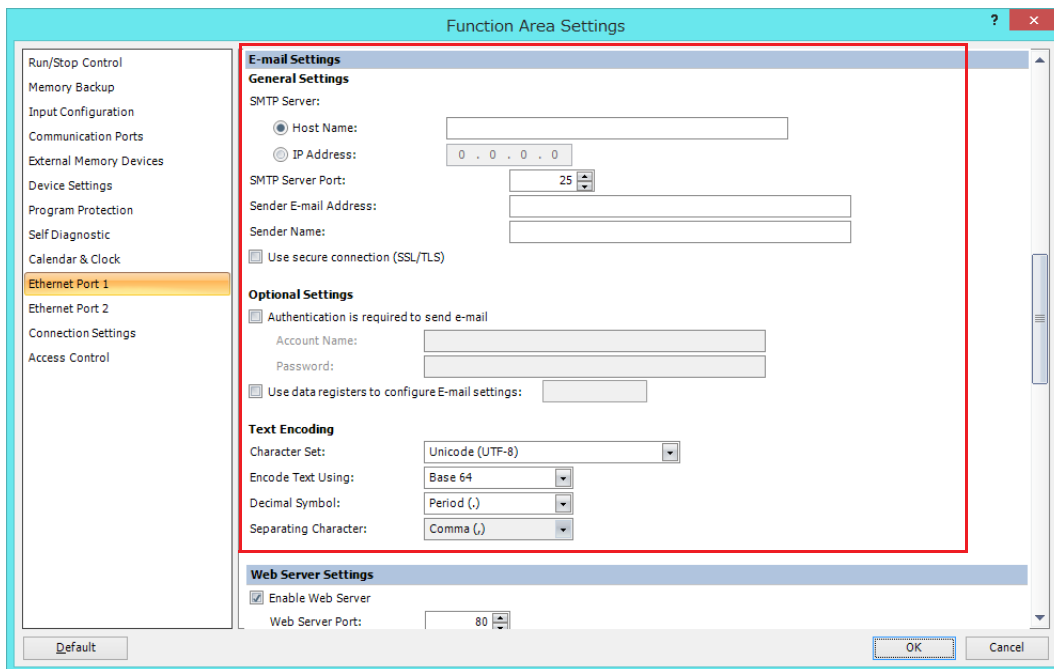 Function Area Settings
?
Run/Stop Control
Memory Backup
Input Configuration
Communication Ports
External Memory Devices
Device Settings
Program Protection
Self Diagnostic
Calendar & Clock
Ethernet Port 1
Ethernet Port 2
Connection Settings
Access Control
E-mail Settings
General Settings
SMTP Server:
Host Name:
IP Address: 0 . 0 . 0 . 0
SMTP Server Port: 25
Sender E-mail Address:
Sender Name:
Use secure connection (SSL/TLS)
Optional Settings
Authentication is required to send e-mail
Account Name:
Password:
Use data registers to configure E-mail settings:
Text Encoding
Character Set: Unicode (UTF-8)
Encode Text Using: Base 64
Decimal Symbol: Period (.)
Separating Character: Comma (,)
Web Server Settings
Enable Web Server
Web Server Port: 80
Default OK Cancel